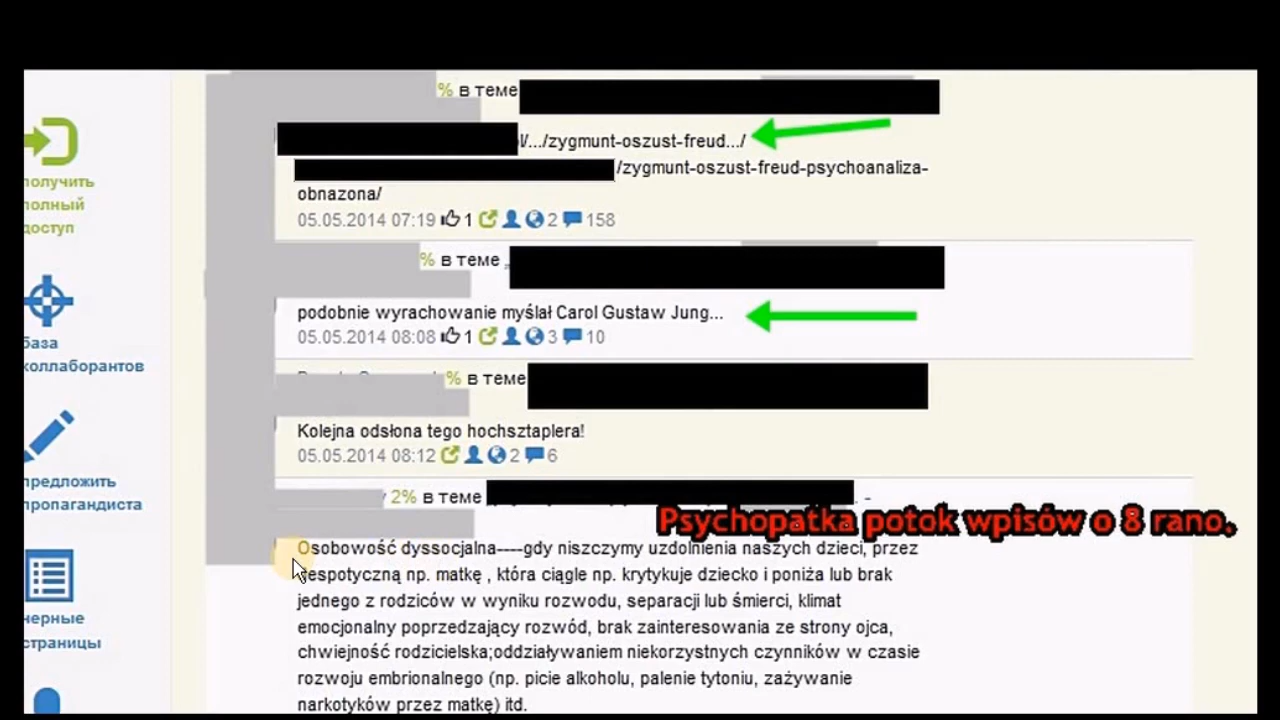 % в теме
/.../zygmunt-oszust-freud.../
/zygmunt-oszust-freud-psychoanaliza-
obnazona/
05.05.2014 07:19 1 2 158
% в теме „
podobnie wyrachowanie myślał Carol Gustaw Jung...
05.05.2014 08:08 1 3 10
% в теме
Kolejna odsłona tego hochsztaplera!
05.05.2014 08:12 2 6
2% в теме . -
Psychopatka potok wpisów o 8 rano.
Osobowość dyssocjalna----gdy niszczymy uzdolnienia naszych dzieci, przez
despotyczną np. matkę , która ciągle np. krytykuje dziecko i poniża lub brak
jednego z rodziców w wyniku rozwodu, separacji lub śmierci, klimat
emocjonalny poprzedzający rozwód, brak zainteresowania ze strony ojca,
chwiejność rodzicielska;oddziaływaniem niekorzystnych czynników w czasie
rozwoju embrionalnego (np. picie alkoholu, palenie tytoniu, zażywanie
narkotyków przez matkę) itd.
получить
полный
доступ
база
коллаборантов
предложить
пропагандиста
черные
страницы